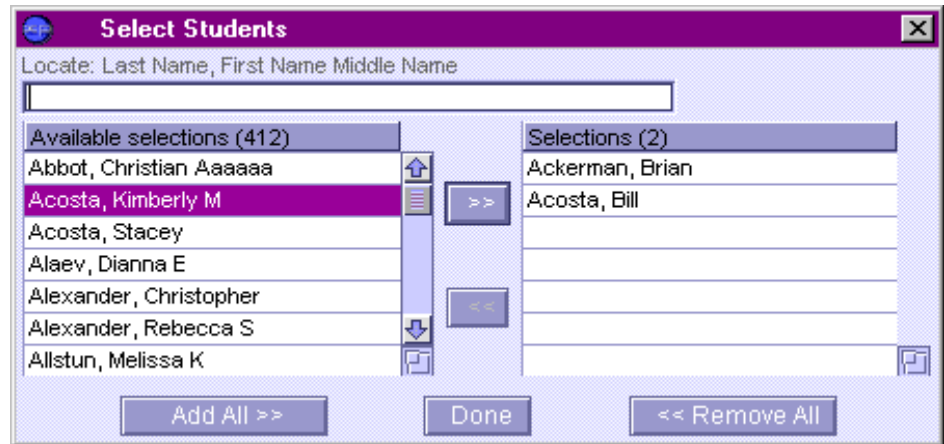 Select Students
Locate: Last Name, First Name Middle Name
Available selections (412)
Abbot, Christian Aaaaaa
Acosta, Kimberly M
Acosta, Stacey
Alaev, Dianna E
Alexander, Christopher
Alexander, Rebecca S
Allstun, Melissa K
>>
<<
Selections (2)
Ackerman, Brian
Acosta, Bill
Add All >>
Done
<< Remove All